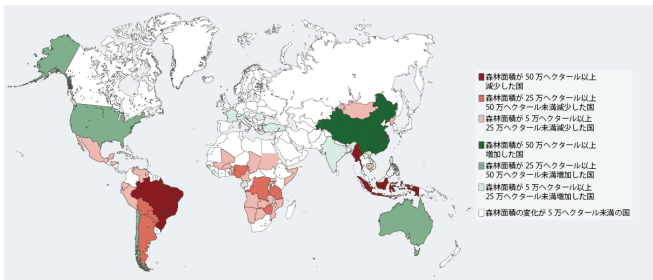 森林面積が 50 万ヘクタール以上
減少した国
森林面積が 25 万ヘクタール以上
50 万ヘクタール未満減少した国
森林面積が 5 万ヘクタール以上
25 万ヘクタール未満減少した国
森林面積が 50 万ヘクタール以上
増加した国
森林面積が 25 万ヘクタール以上
50 万ヘクタール未満増加した国
森林面積が 5 万ヘクタール以上
25 万ヘクタール未満増加した国
森林面積の変化が 5 万ヘクタール未満の国